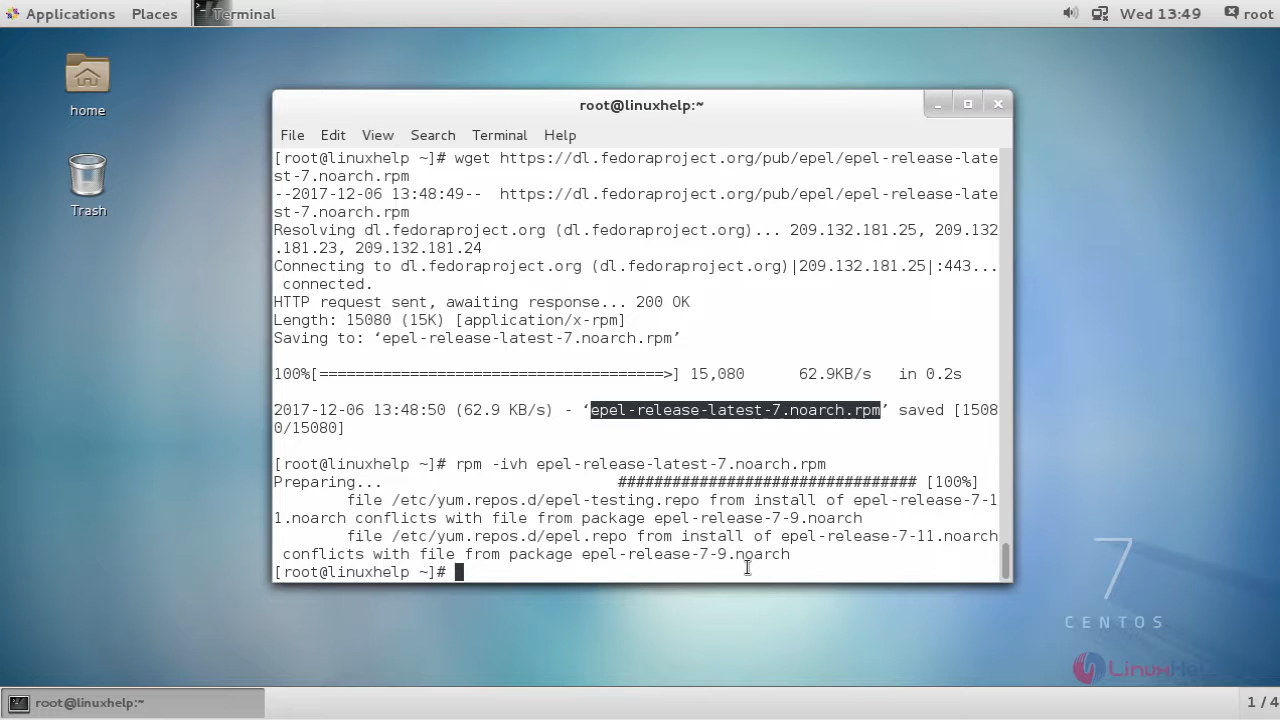 Applications Places Terminal Wed 13:49 root
home
Trash
root@linuxhelp:~
File Edit View Search Terminal Help
[root@linuxhelp ~]# wget https://dl.fedoraproject.org/pub/epel/epel-release-late
st-7.noarch.rpm
--2017-12-06 13:48:49-- https://dl.fedoraproject.org/pub/epel/epel-release-late
st-7.noarch.rpm
Resolving dl.fedoraproject.org (dl.fedoraproject.org)... 209.132.181.25, 209.132
.181.23, 209.132.181.24
Connecting to dl.fedoraproject.org (dl.fedoraproject.org)|209.132.181.25|:443...
connected.
HTTP request sent, awaiting response... 200 OK
Length: 15080 (15K) [application/x-rpm]
Saving to: ‘epel-release-latest-7.noarch.rpm’
100%[======================================>] 15,080 62.9KB/s in 0.2s
2017-12-06 13:48:50 (62.9 KB/s) - ‘epel-release-latest-7.noarch.rpm’ saved [1508
0/15080]
[root@linuxhelp ~]# rpm -ivh epel-release-latest-7.noarch.rpm
Preparing... ################################# [100%]
file /etc/yum.repos.d/epel-testing.repo from install of epel-release-7-1
1.noarch conflicts with file from package epel-release-7-9.noarch
file /etc/yum.repos.d/epel.repo from install of epel-release-7-11.noarch
conflicts with file from package epel-release-7-9.noarch
[root@linuxhelp ~]#
7
CENTOS
LinuxHelp
root@linuxhelp:~ 1 / 4